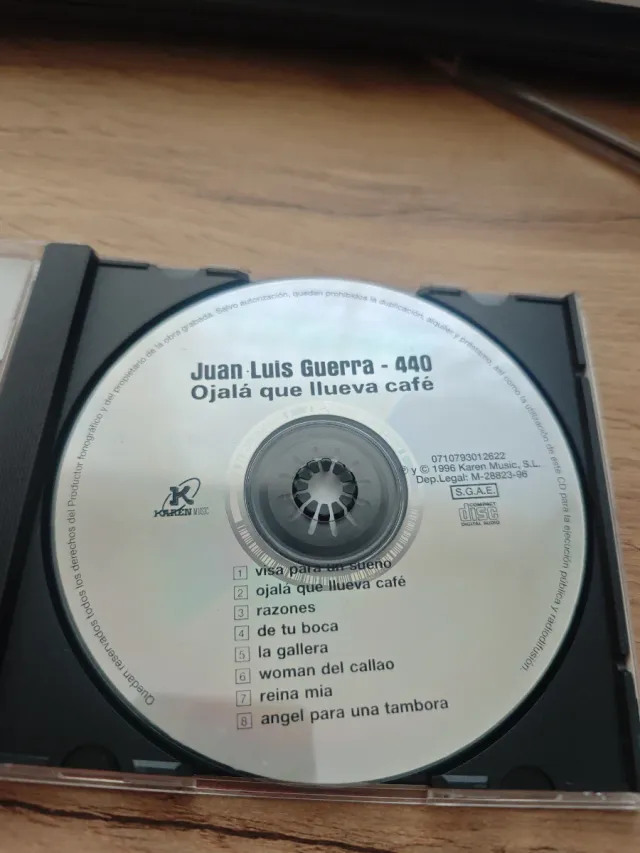 Quedan reservados todos los derechos del Productor fonográfico y del propietario de la obra grabada. Salvo autorización, quedan prohibidos la duplicación, alquiler y préstamo, así como la utilización de este CD para la ejecución pública y radiodifusión.
Juan Luis Guerra - 440
Ojalá que llueva café
0710793012622
℗ y © 1996 Karen Music, S.L.
Dep.Legal: M-28823-96
S.G.A.E.
K
KAREN MUSIC
COMPACT
disc
DIGITAL AUDIO
1 visa para un sueño
2 ojalá que llueva café
3 razones
4 de tu boca
5 la gallera
6 woman del callao
7 reina mia
8 angel para una tambora